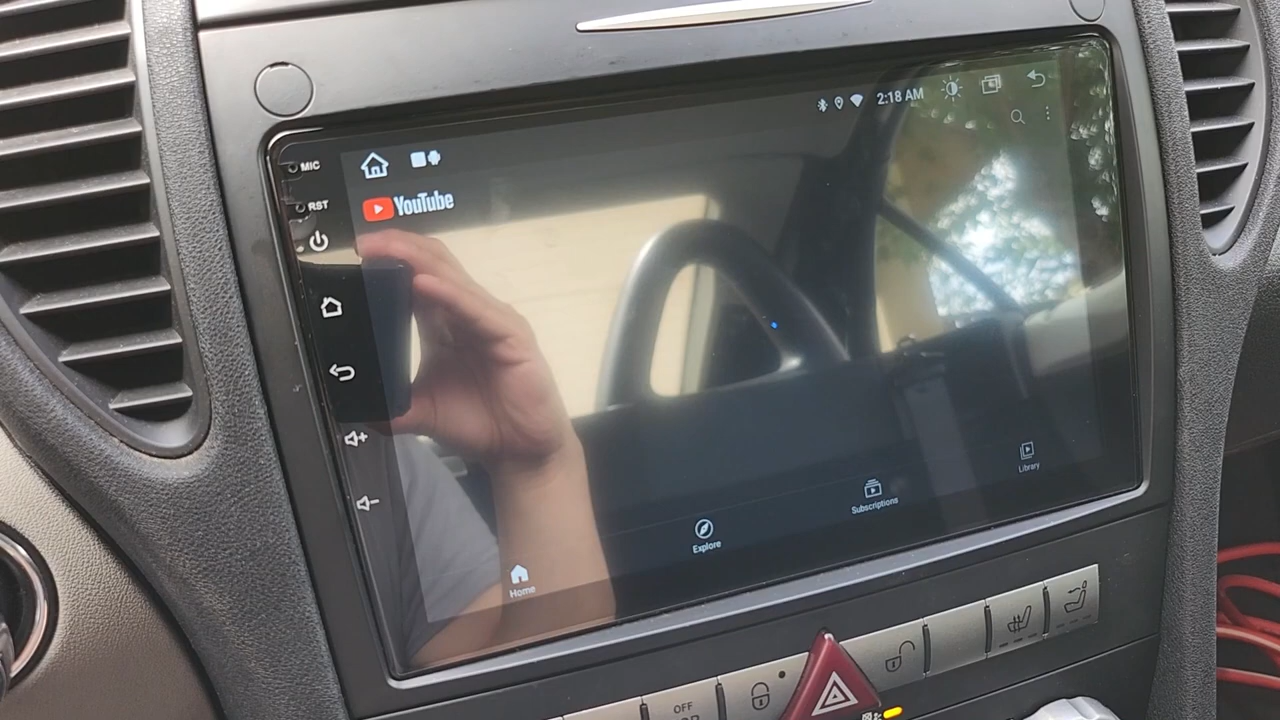 MIC
2:18 AM
RST
YouTube
Library
Subscriptions
Explore
Home
OFF